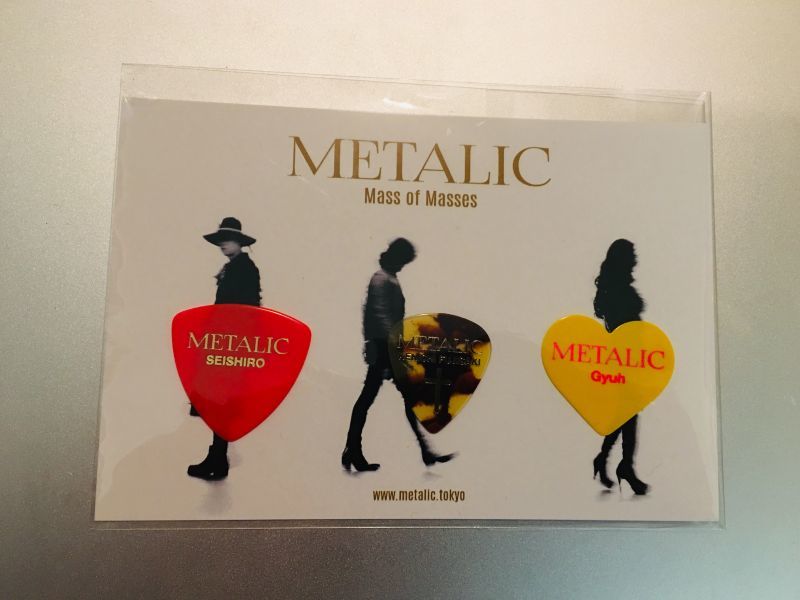 METALIC
Mass of Masses
METALIC
SEISHIRO
METALIC
METALIC
Gyuh
www.metalic.tokyo